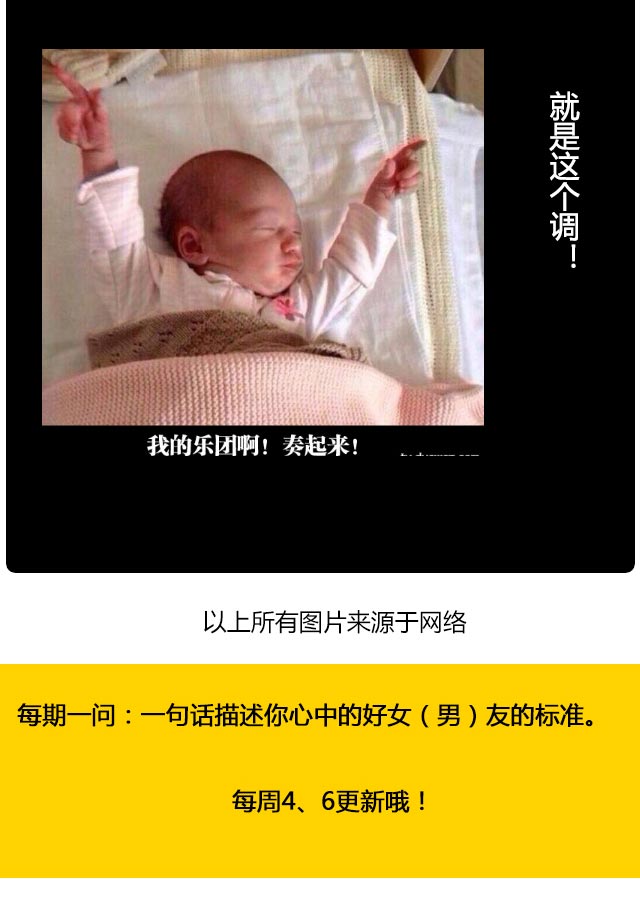 就是这个调！
我的乐团啊！奏起来！
以上所有图片来源于网络
每期一问：一句话描述你心中的好女（男）友的标准。
每周4、6更新哦！